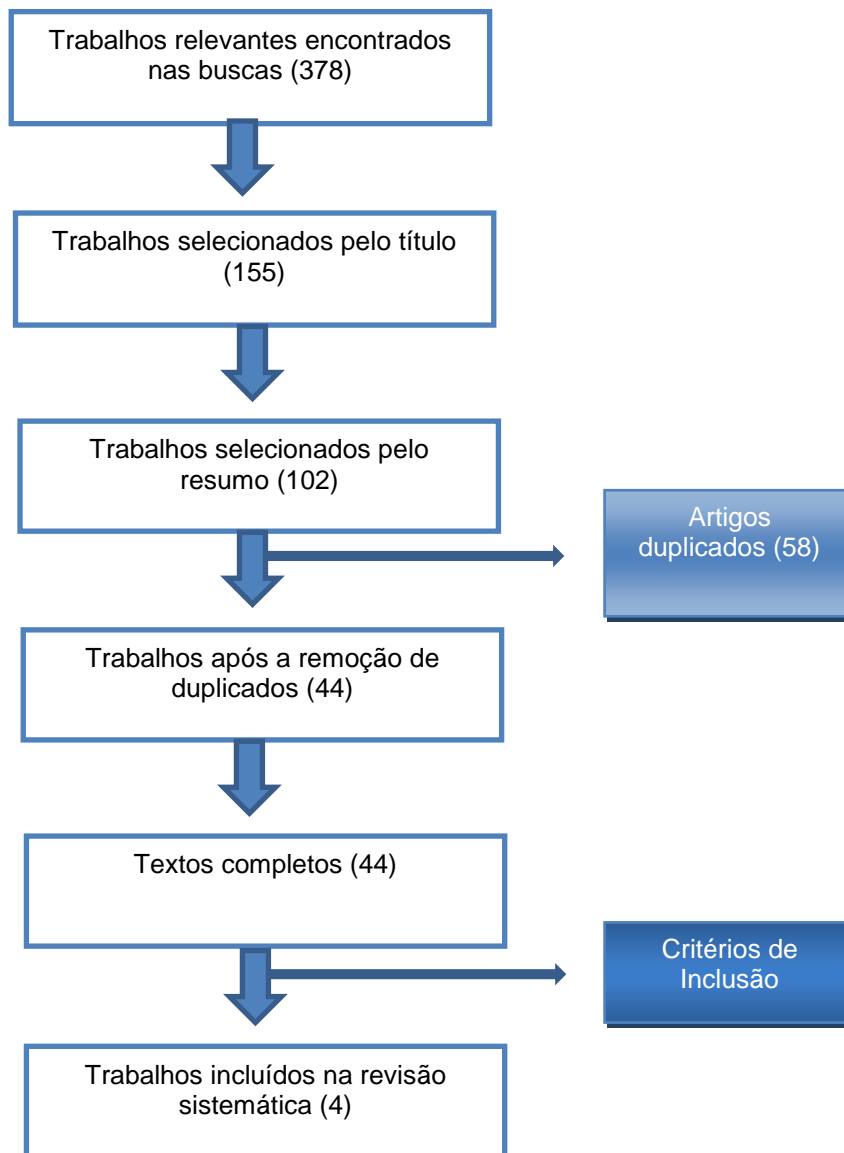 Trabalhos relevantes encontrados
nas buscas (378)
Trabalhos selecionados pelo título
(155)
Trabalhos selecionados pelo
resumo (102)
Artigos
duplicados (58)
Trabalhos após a remoção de
duplicados (44)
Textos completos (44)
Critérios de
Inclusão
Trabalhos incluídos na revisão
sistemática (4)